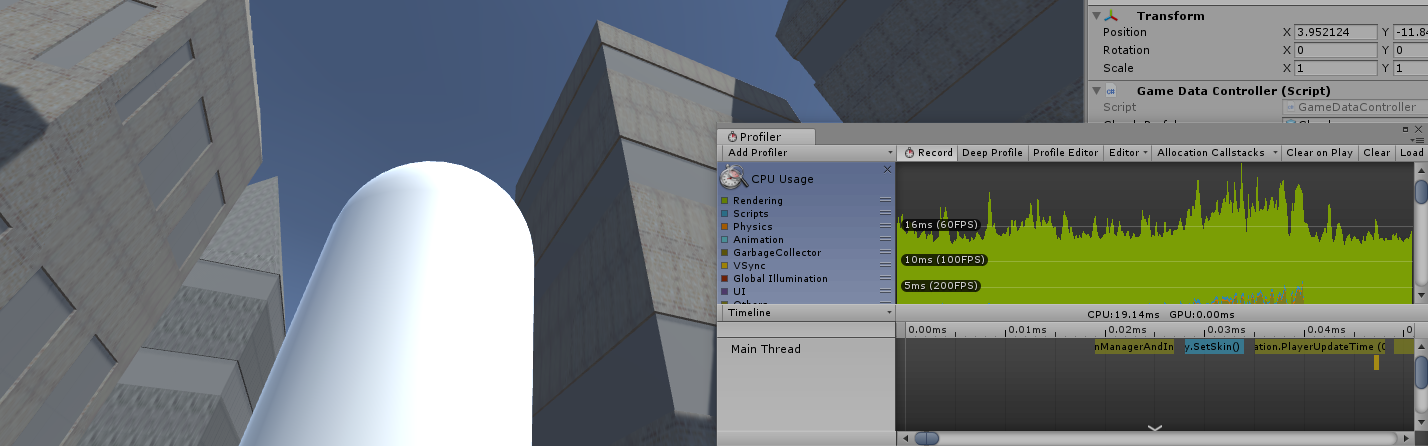 Transform
Position X 3.952124 Y -11.84
Rotation X 0 Y 0
Scale X 1 Y 1
Game Data Controller (Script)
Script GameDataController
Profiler
Add Profiler Record Deep Profile Profile Editor Editor Allocation Callstacks Clear on Play Clear Load
CPU Usage
Rendering
Scripts
Physics
Animation
GarbageCollector
VSync
Global Illumination
UI
16ms (60FPS)
10ms (100FPS)
5ms (200FPS)
Timeline CPU:19.14ms GPU:0.00ms
0.00ms 0.01ms 0.02ms 0.03ms 0.04ms 0
Main Thread nManagerAndIn y.SetSkin() ation.PlayerUpdateTime (